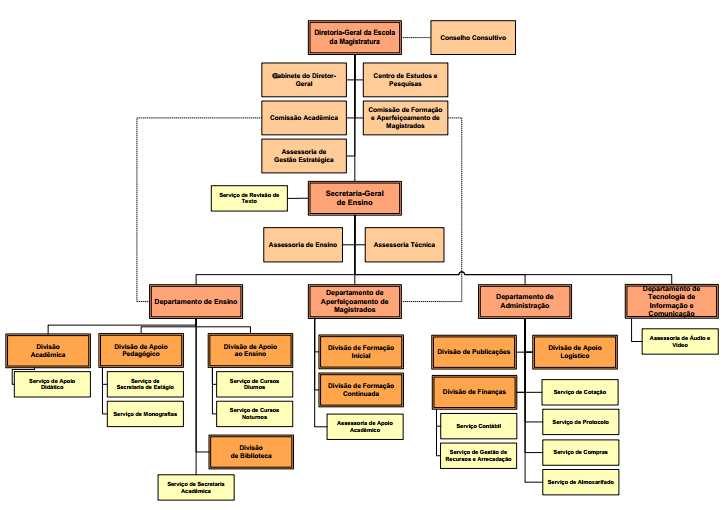 Diretoria-Geral da Escola
da Magistratura
Conselho Consultivo
Gabinete do Diretor-
Geral
Centro de Estudos e
Pesquisas
Comissão Acadêmica
Comissão de Formação
e Aperfeiçoamento de
Magistrados
Assessoria de
Gestão Estratégica
Serviço de Revisão de
Texto
Secretaria-Geral
de Ensino
Assessoria de Ensino
Assessoria Técnica
Departamento de Ensino
Departamento de
Aperfeiçoamento de
Magistrados
Departamento de
Administração
Departamento de
Tecnologia de
Informação e
Comunicação
Assessoria de Áudio e
Vídeo
Divisão
Acadêmica
Divisão de Apoio
Pedagógico
Divisão de Apoio
ao Ensino
Divisão de Formação
Inicial
Divisão de Publicações
Divisão de Apoio
Logístico
Serviço de Apoio
Didático
Serviço de
Secretaria de Estágio
Serviço de Cursos
Diurnos
Divisão de Formação
Continuada
Divisão de Finanças
Serviço de Cotação
Serviço de Monografias
Serviço de Cursos
Noturnos
Assessoria de Apoio
Acadêmico
Serviço Contábil
Serviço de Protocolo
Divisão
de Biblioteca
Serviço de Gestão de
Recursos e Arrecadação
Serviço de Compras
Serviço de Secretaria
Acadêmica
Serviço de Almoxarifado